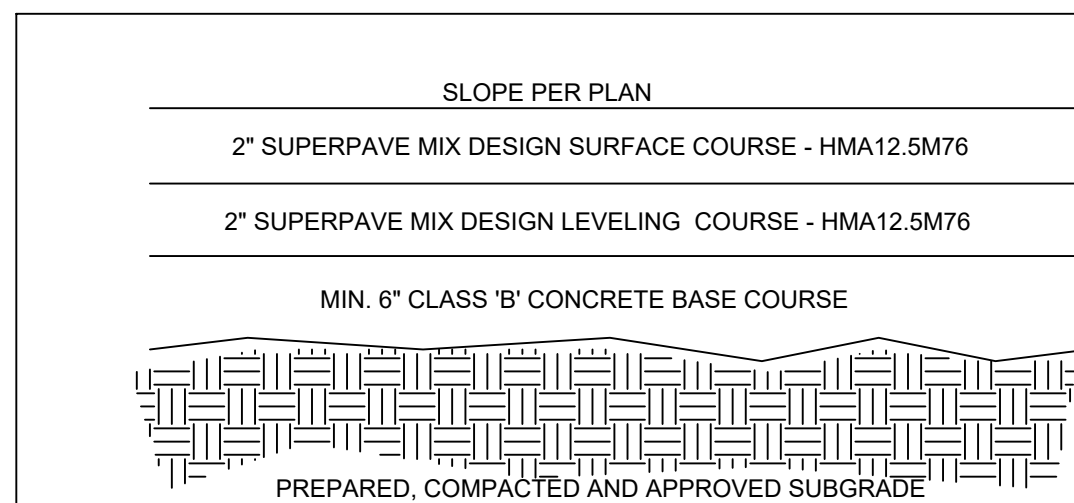 SLOPE PER PLAN
2" SUPERPAVE MIX DESIGN SURFACE COURSE - HMA12.5M76
2" SUPERPAVE MIX DESIGN LEVELING COURSE - HMA12.5M76
MIN. 6" CLASS 'B' CONCRETE BASE COURSE
PREPARED, COMPACTED AND APPROVED SUBGRADE